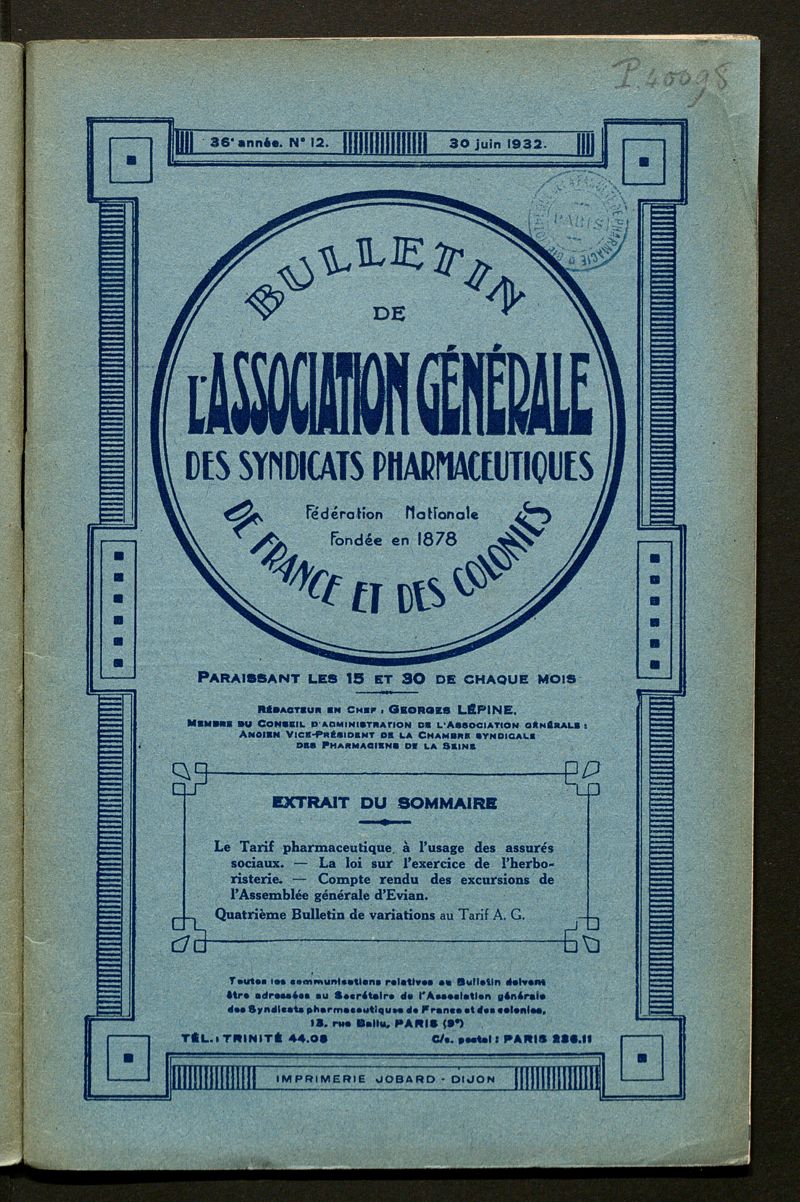 P. 40098
36e année. N° 12. 30 juin 1932.
PARIS
BULLETIN
DE
L'ASSOCIATION GÉNÉRALE
DES SYNDICATS PHARMACEUTIQUES
Fédération Nationale
Fondée en 1878
DE FRANCE ET DES COLONIES
PARAISSANT LES 15 ET 30 DE CHAQUE MOIS
RÉDACTEUR EN CHEF : GEORGES LÉPINE.
MEMBRE DU CONSEIL D'ADMINISTRATION DE L'ASSOCIATION GÉNÉRALE :
ANCIEN VICE-PRÉSIDENT DE LA CHAMBRE SYNDICALE
DES PHARMACIENS DE LA SEINE
EXTRAIT DU SOMMAIRE
Le Tarif pharmaceutique à l'usage des assurés
sociaux. — La loi sur l'exercice de l'herbo-
risterie. — Compte rendu des excursions de
l'Assemblée générale d'Evian.
Quatrième Bulletin de variations au Tarif A. G.
Toutes les communications relatives au Bulletin doivent
être adressées au Secrétaire de l'Association générale
des Syndicats pharmaceutiques de France et des colonies,
13, rue Ballu, PARIS (9e)
TÉL. : TRINITÉ 44.08 C/c. postal : PARIS 236.11
IMPRIMERIE JOBARD - DIJON